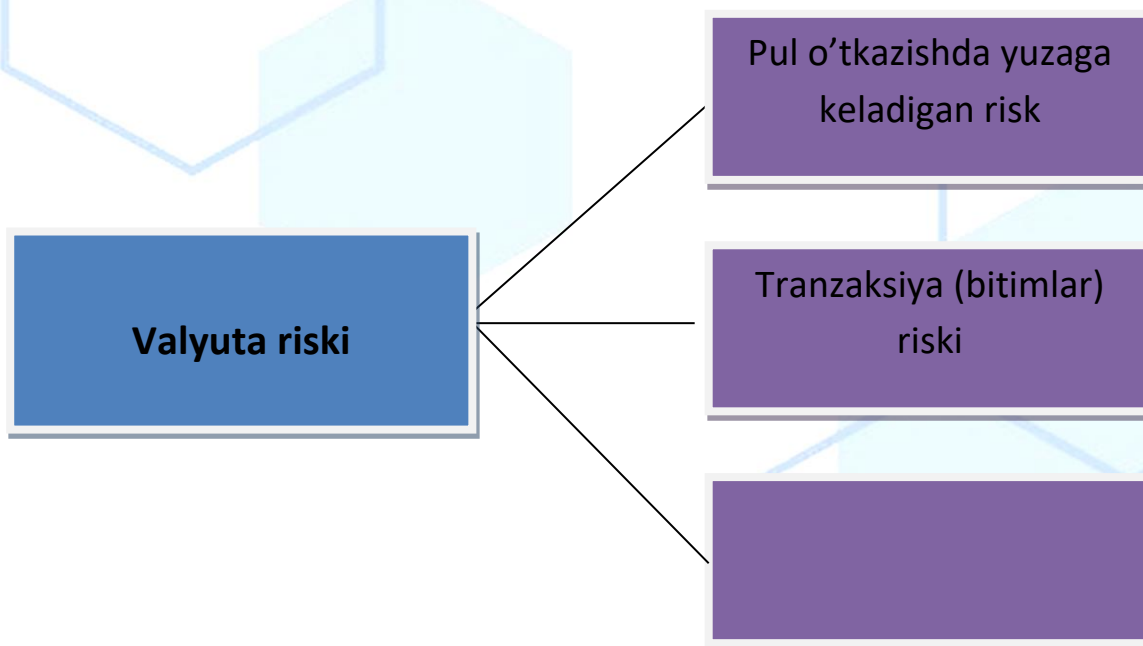 Pul o’tkazishda yuzaga
keladigan risk
Valyuta riski
Tranzaksiya (bitimlar)
riski